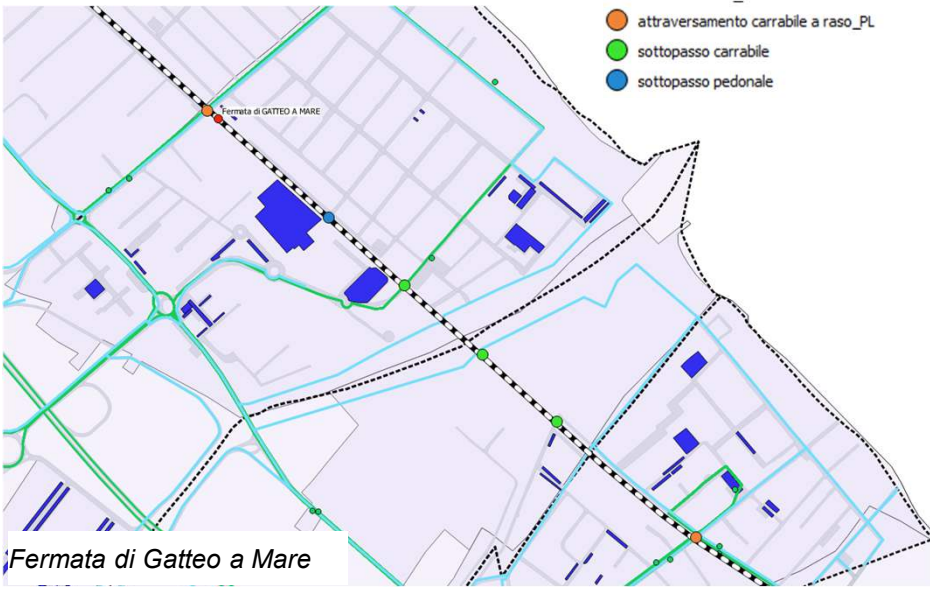 attraversamento carrabile a raso_PL
sottopasso carrabile
sottopasso pedonale
Fermata di GATTEO A MARE
Fermata di Gatteo a Mare